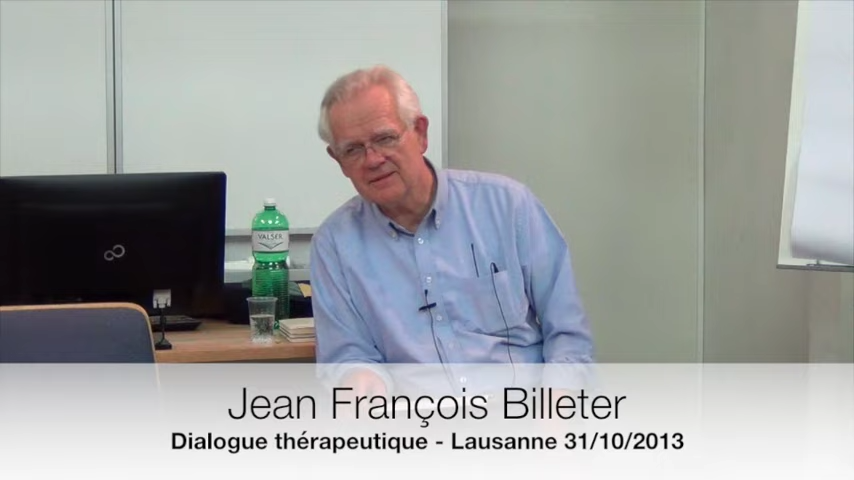 VALSER
Jean François Billeter
Dialogue thérapeutique - Lausanne 31/10/2013